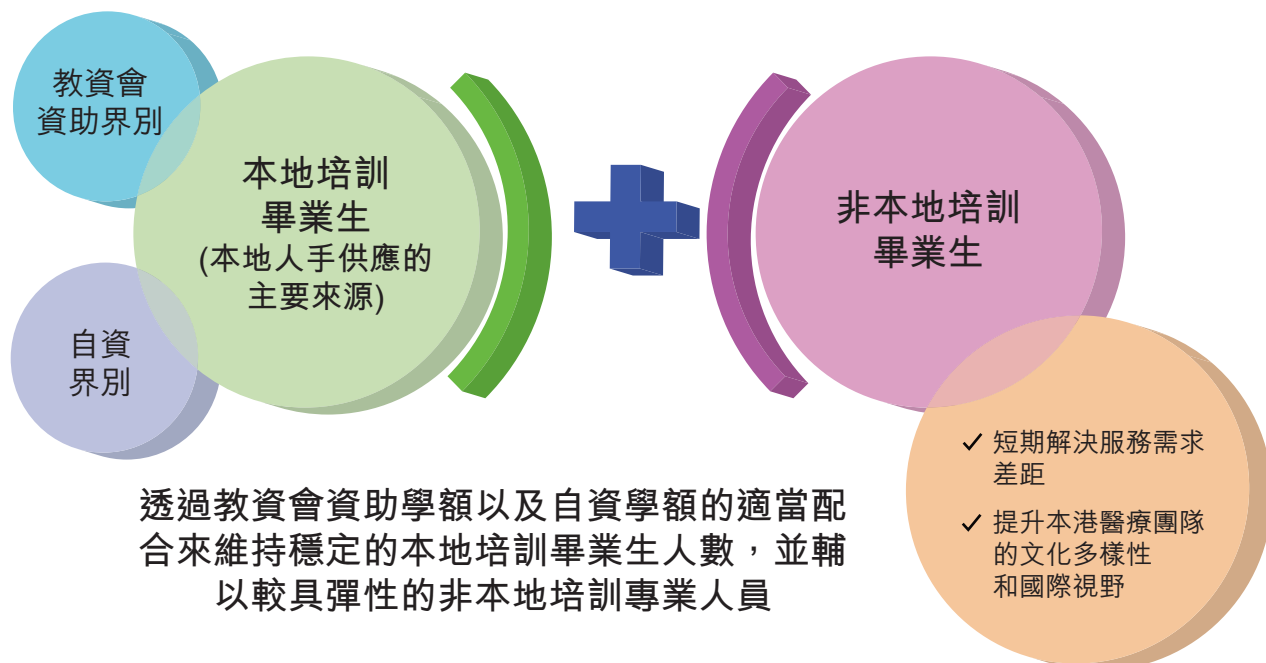 教資會
資助界別
本地培訓
畢業生
(本地人手供應的
主要來源)
自資
界別
非本地培訓
畢業生
✓ 短期解決服務需求
差距
✓ 提升本港醫療團隊
的文化多樣性
和國際視野
透過教資會資助學額以及自資學額的適當配
合來維持穩定的本地培訓畢業生人數，並輔
以較具彈性的非本地培訓專業人員